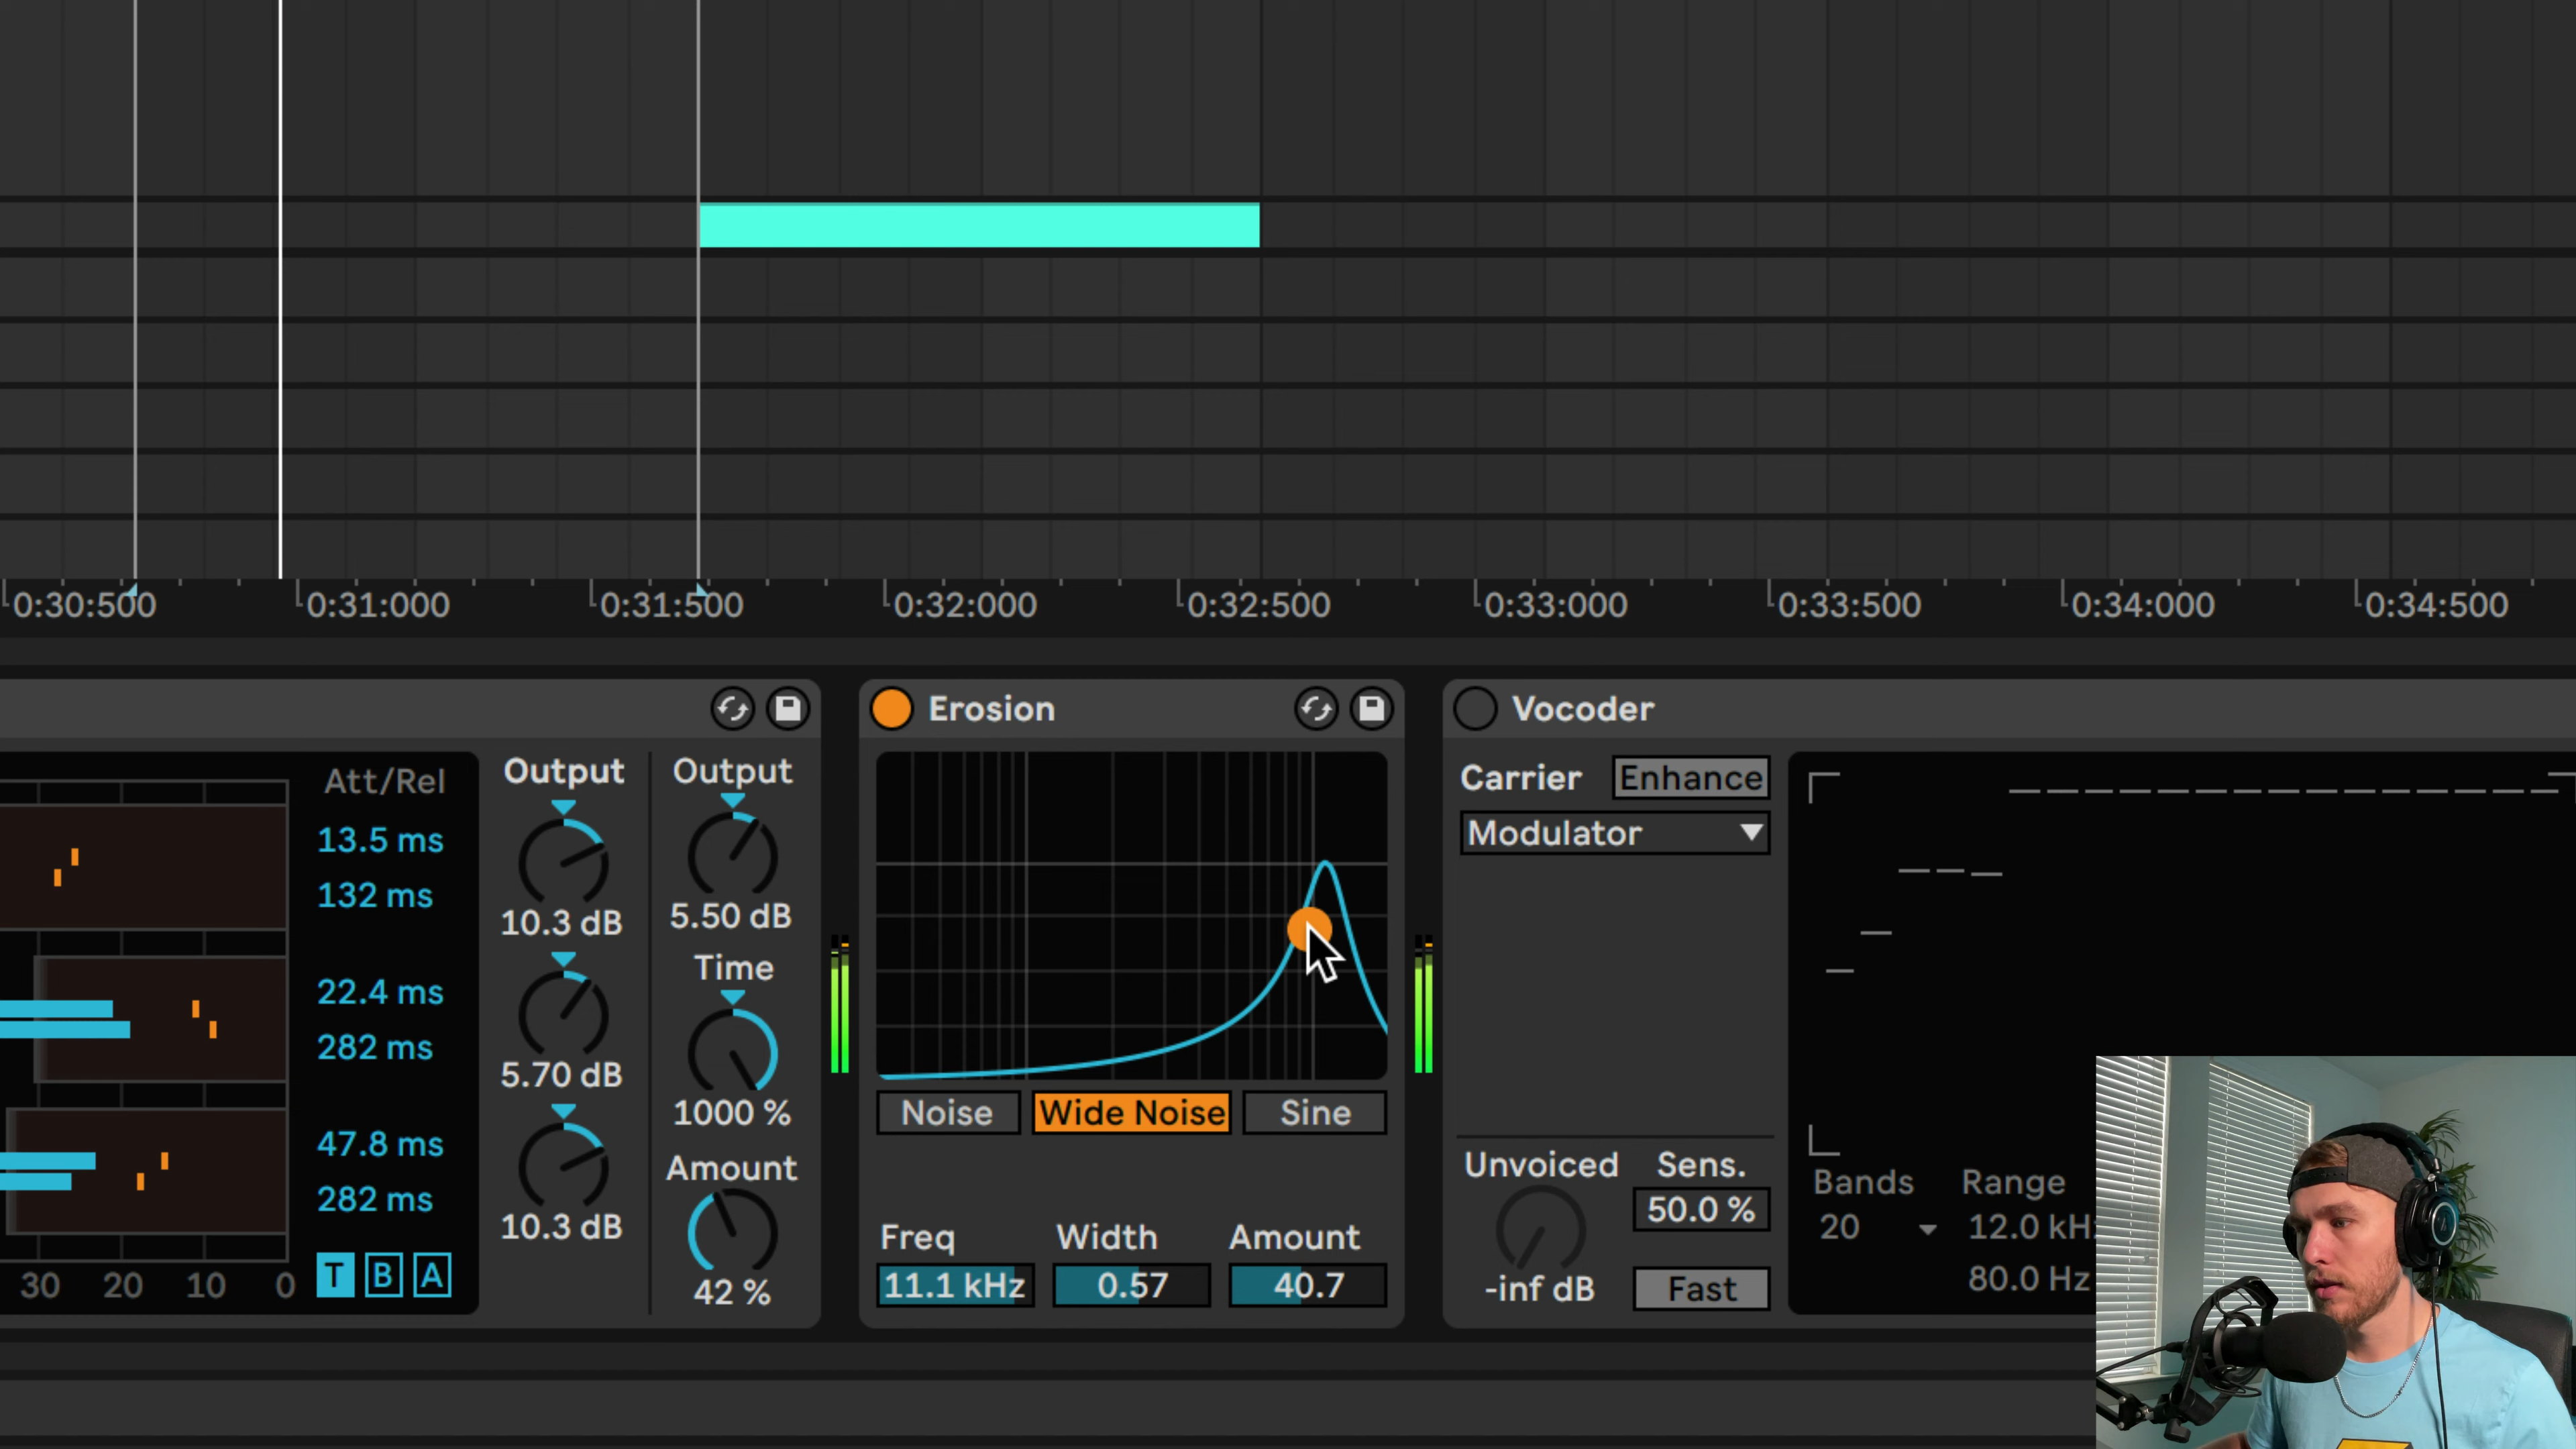 0:30:500 0:31:000 0:31:500 0:32:000 0:32:500 0:33:000 0:33:500 0:34:000 0:34:500
Att/Rel
13.5 ms
132 ms
22.4 ms
282 ms
47.8 ms
282 ms
30 20 10 0
T B A
Output
10.3 dB
5.70 dB
10.3 dB
Output
5.50 dB
Time
1000 %
Amount
42 %
Erosion
Noise Wide Noise Sine
Freq Width Amount
11.1 kHz 0.57 40.7
Vocoder
Carrier Enhance
Modulator
Unvoiced Sens.
50.0 %
-inf dB Fast
Bands Range
20 12.0 kHz
80.0 Hz